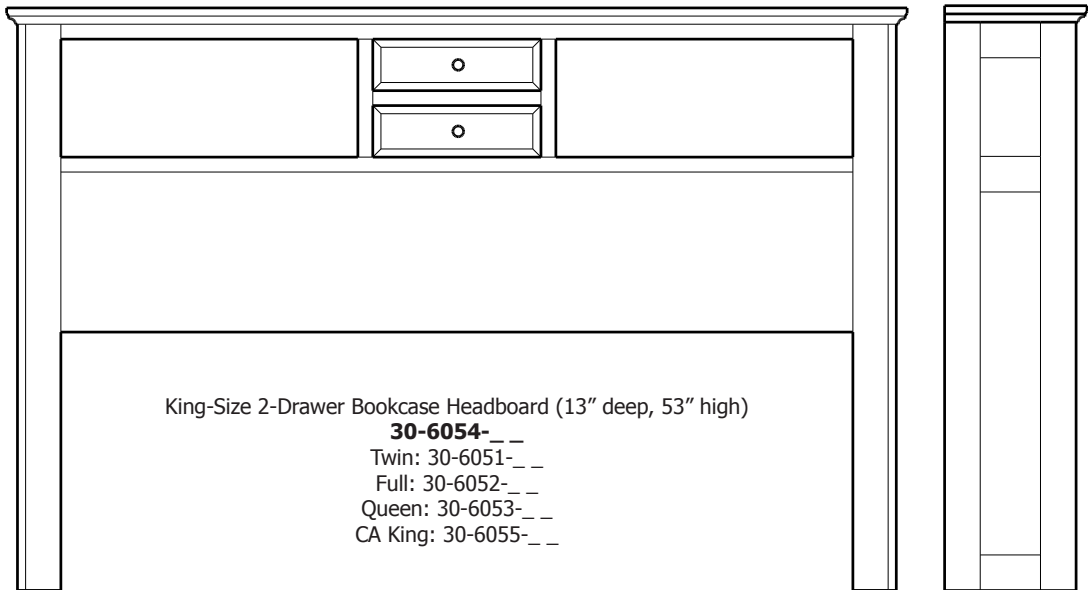 King-Size 2-Drawer Bookcase Headboard (13” deep, 53” high)
30-6054-_ _
Twin: 30-6051-_ _
Full: 30-6052-_ _
Queen: 30-6053-_ _
CA King: 30-6055-_ _